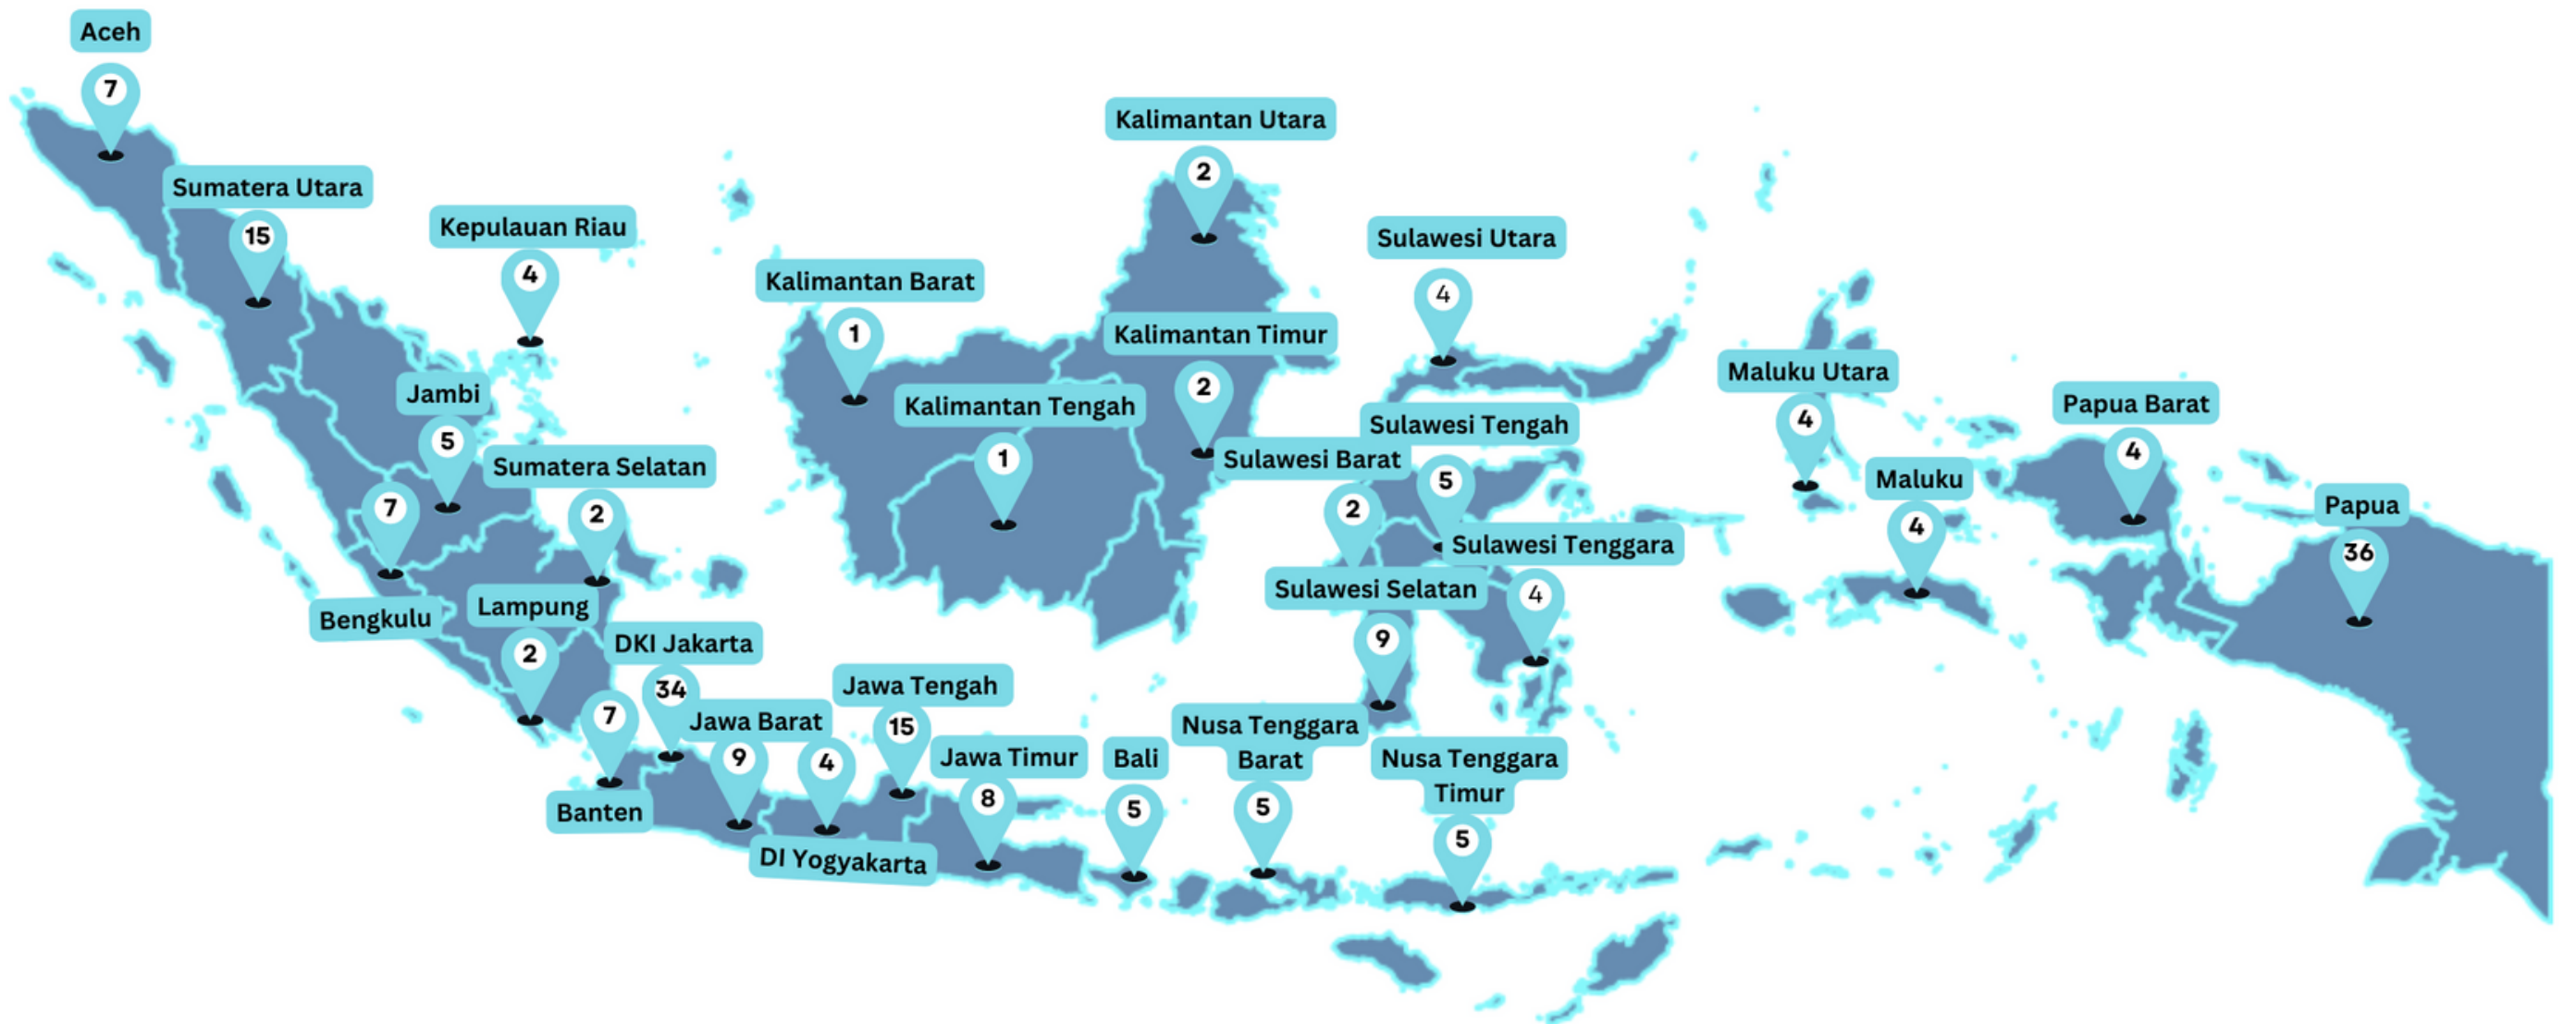 Aceh
7
Sumatera Utara
15
Kepulauan Riau
4
Jambi
5
Sumatera Selatan
2
7
Bengkulu
Lampung
2
DKI Jakarta
34
7
Banten
Jawa Barat
9
4
DI Yogyakarta
Jawa Tengah
15
Jawa Timur
8
Bali
5
Nusa Tenggara
Barat
5
Nusa Tenggara
Timur
5
Kalimantan Barat
1
Kalimantan Tengah
1
Kalimantan Utara
2
Kalimantan Timur
2
Sulawesi Utara
4
Sulawesi Tengah
5
Sulawesi Barat
2
Sulawesi Tenggara
4
Sulawesi Selatan
9
Maluku Utara
4
Maluku
4
Papua Barat
4
Papua
36